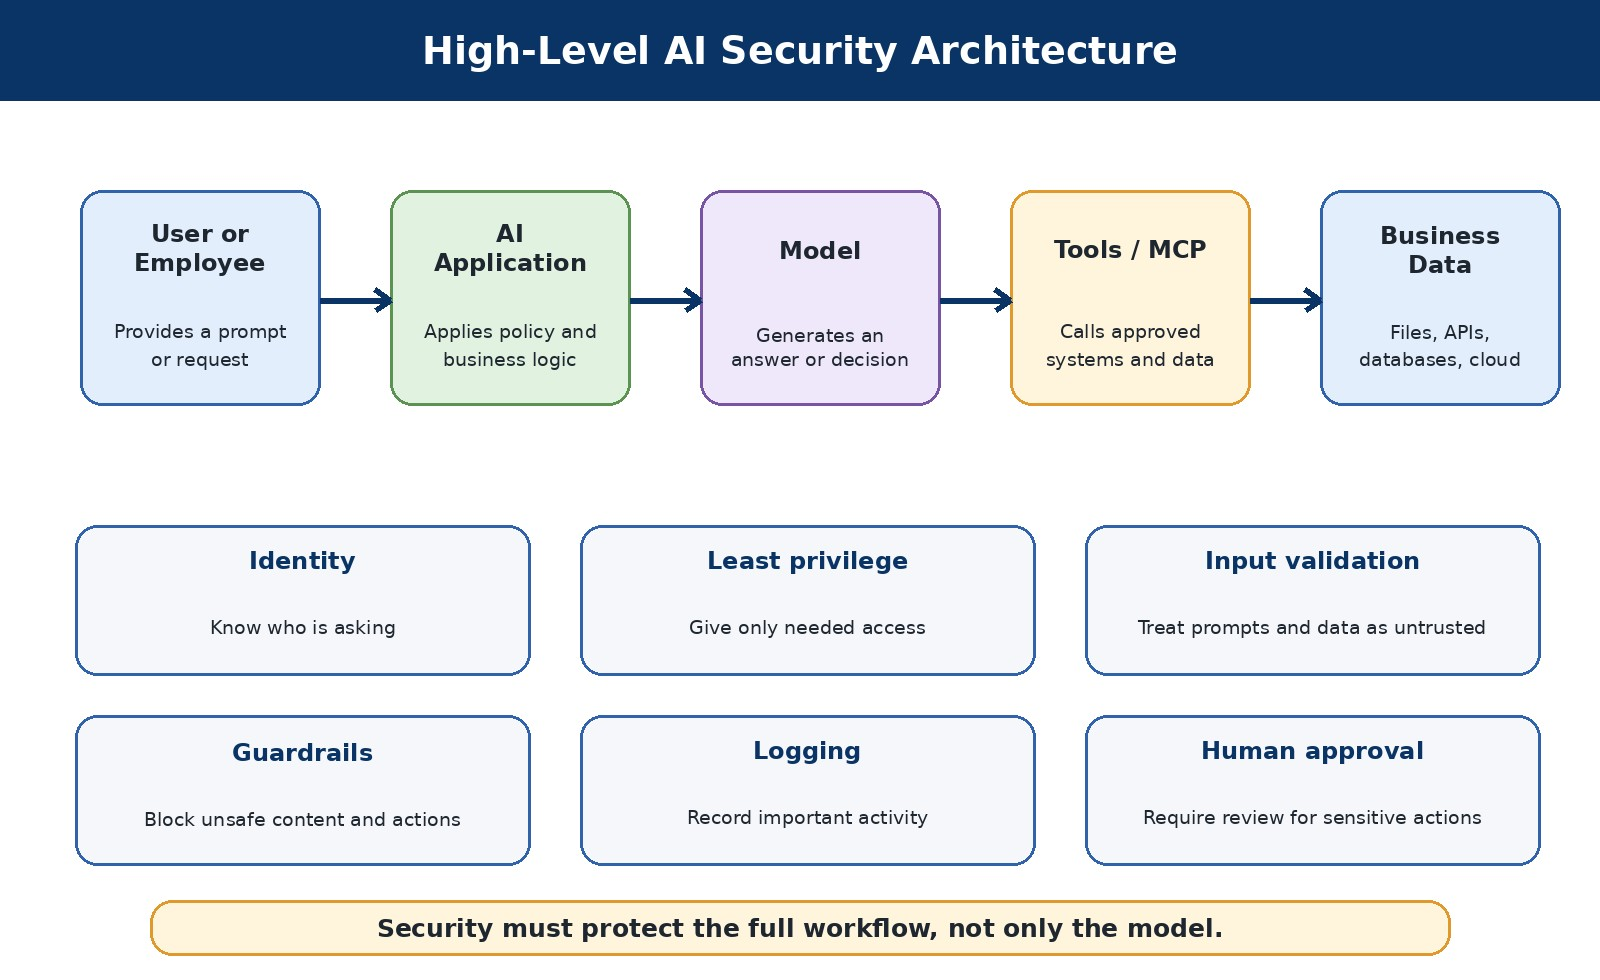 High-Level AI Security Architecture
User or
Employee
Provides a prompt
or request
AI
Application
Applies policy and
business logic
Model
Generates an
answer or decision
Tools / MCP
Calls approved
systems and data
Business
Data
Files, APIs,
databases, cloud
Identity
Know who is asking
Least privilege
Give only needed access
Input validation
Treat prompts and data as untrusted
Guardrails
Block unsafe content and actions
Logging
Record important activity
Human approval
Require review for sensitive actions
Security must protect the full workflow, not only the model.